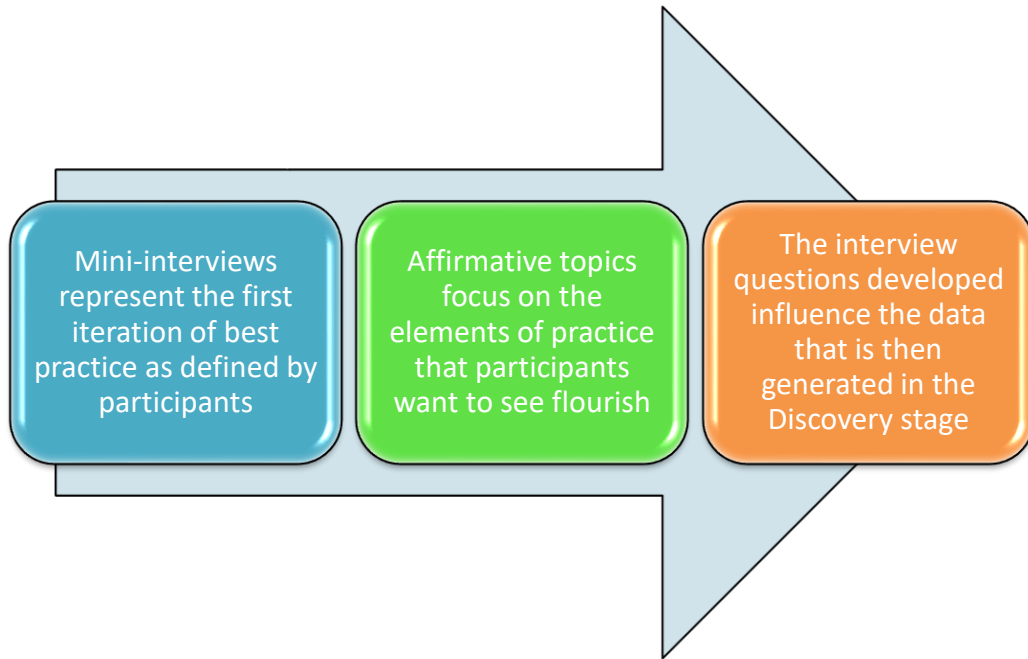 Mini-interviews
represent the first
iteration of best
practice as defined by
participants
Affirmative topics
focus on the
elements of practice
that participants
want to see flourish
The interview
questions developed
influence the data
that is then
generated in the
Discovery stage